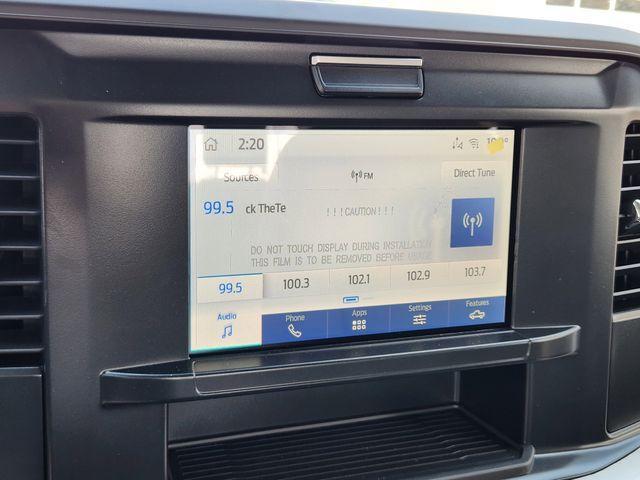 2:20
Sources
FM
Direct Tune
99.5 ck TheTe
!!!CAUTION!!!
DO NOT TOUCH DISPLAY DURING INSTALLATION
THIS FILM IS TO BE REMOVED BEFORE USAGE
99.5 100.3 102.1 102.9 103.7
Audio Phone Apps Settings Features